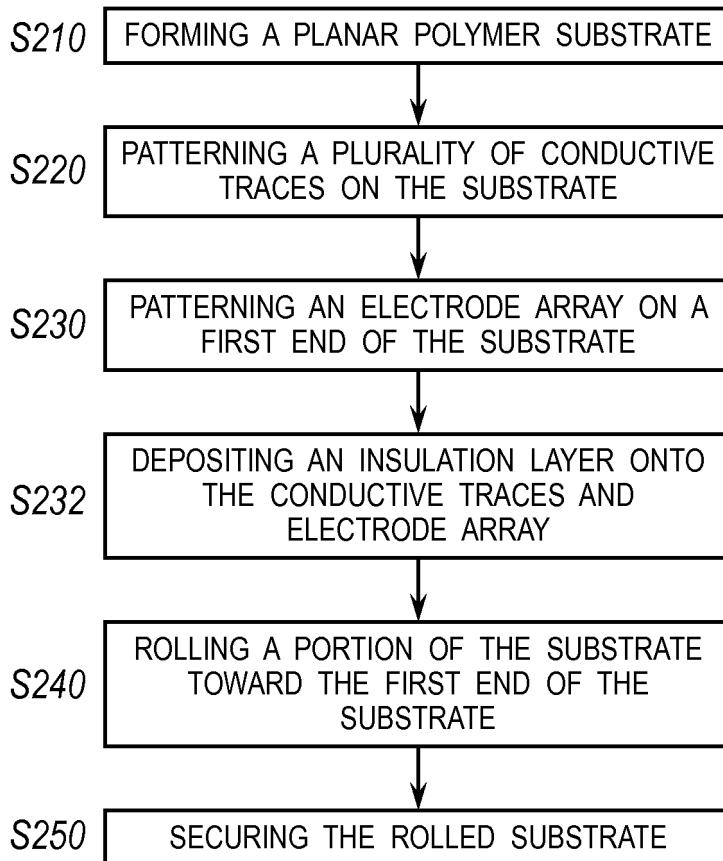 S210 FORMING A PLANAR POLYMER SUBSTRATE
S220 PATTERNING A PLURALITY OF CONDUCTIVE
TRACES ON THE SUBSTRATE
S230 PATTERNING AN ELECTRODE ARRAY ON A
FIRST END OF THE SUBSTRATE
S232 DEPOSITING AN INSULATION LAYER ONTO
THE CONDUCTIVE TRACES AND
ELECTRODE ARRAY
S240 ROLLING A PORTION OF THE SUBSTRATE
TOWARD THE FIRST END OF THE
SUBSTRATE
S250 SECURING THE ROLLED SUBSTRATE